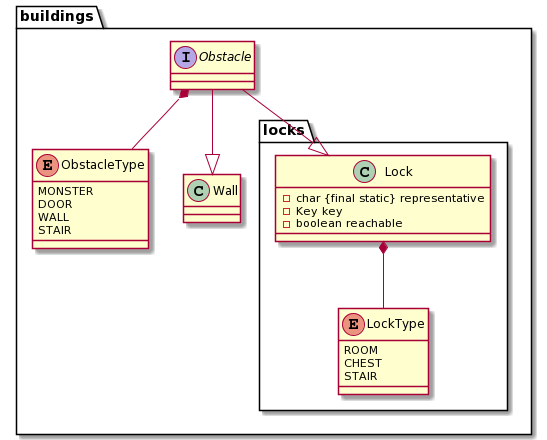 buildings
I Obstacle
E ObstacleType
MONSTER
DOOR
WALL
STAIR
C Wall
locks
C Lock
char {final static} representative
Key key
boolean reachable
E LockType
ROOM
CHEST
STAIR